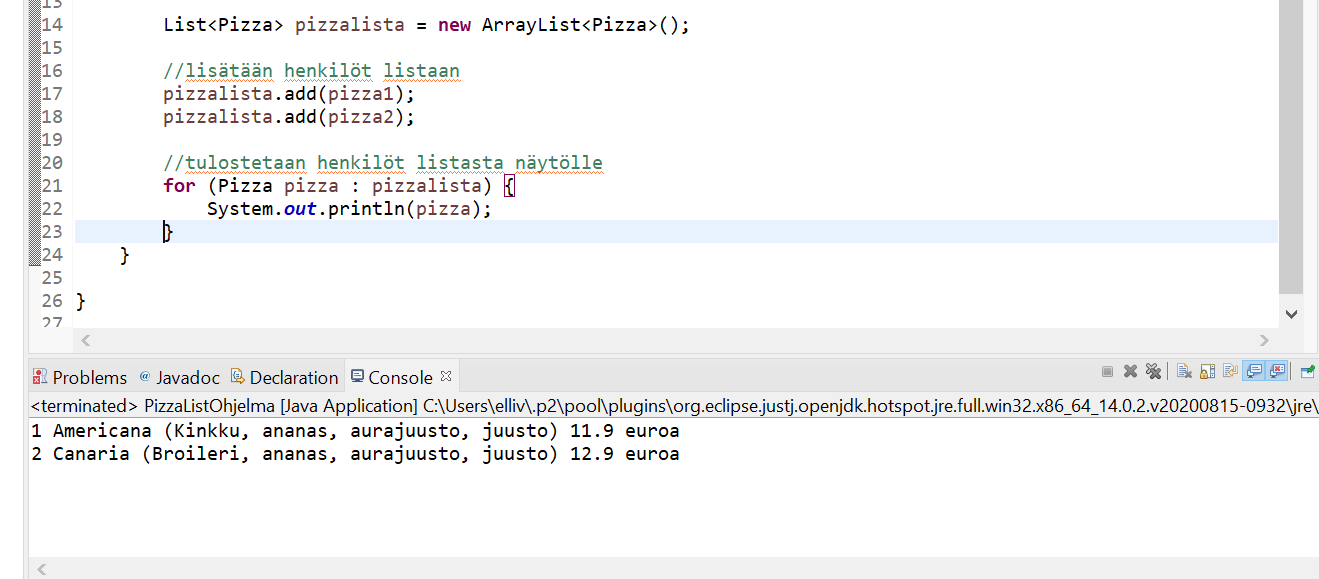 13
14 List<Pizza> pizzalista = new ArrayList<Pizza>();
15
16 //lisätään henkilöt listaan
17 pizzalista.add(pizza1);
18 pizzalista.add(pizza2);
19
20 //tulostetaan henkilöt listasta näytölle
21 for (Pizza pizza : pizzalista) {
22 System.out.println(pizza);
23 }
24 }
25
26 }
27
Problems @ Javadoc Declaration Console
<terminated> PizzaListOhjelma [Java Application] C:\Users\elliv\.p2\pool\plugins\org.eclipse.justj.openjdk.hotspot.jre.full.win32.x86_64_14.0.2.v20200815-0932\jre\
1 Americana (Kinkku, ananas, aurajuusto, juusto) 11.9 euroa
2 Canaria (Broileri, ananas, aurajuusto, juusto) 12.9 euroa